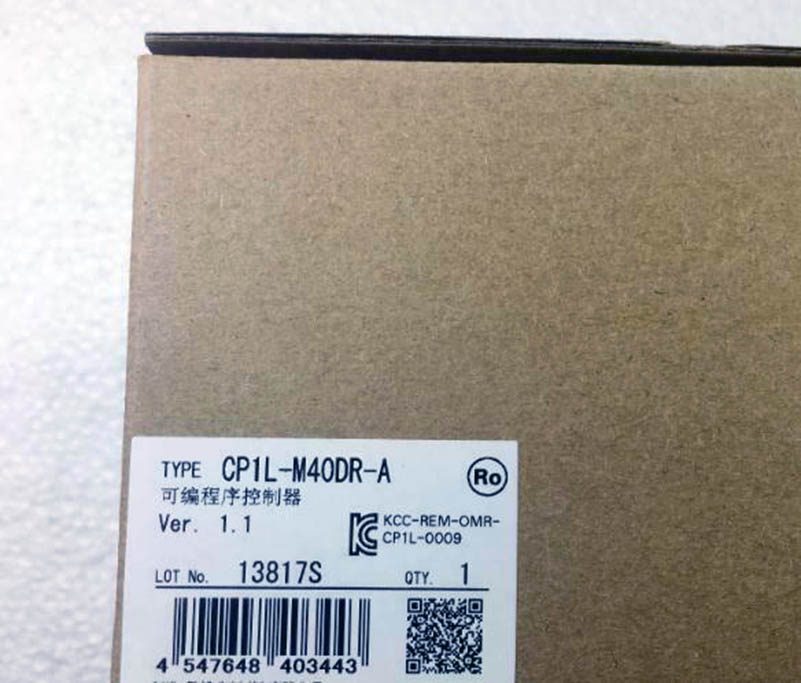 TYPE CP1L-M40DR-A
Ro
可编程序控制器
Ver. 1.1
KCC-REM-OMR-
CP1L-0009
LOT No. 13817S QTY. 1
4 547648 403443